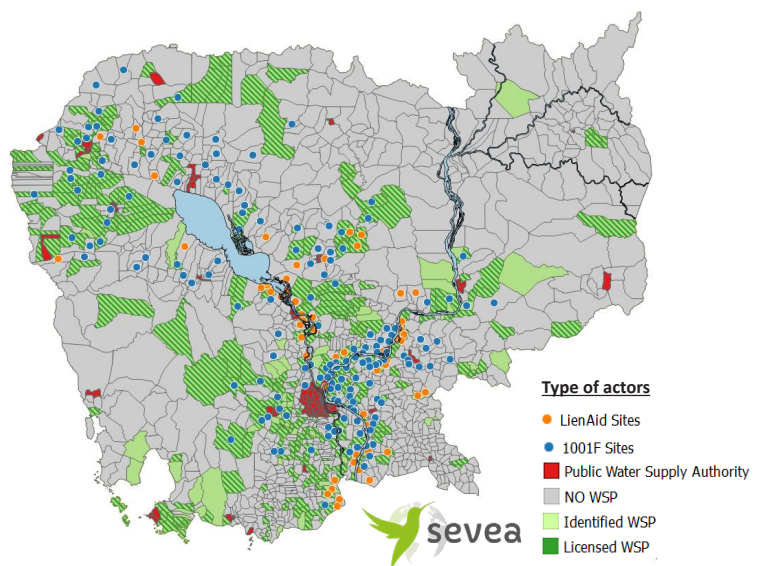 Type of actors
LienAid Sites
1001F Sites
Public Water Supply Authority
NO WSP
Identified WSP
Licensed WSP
sevea